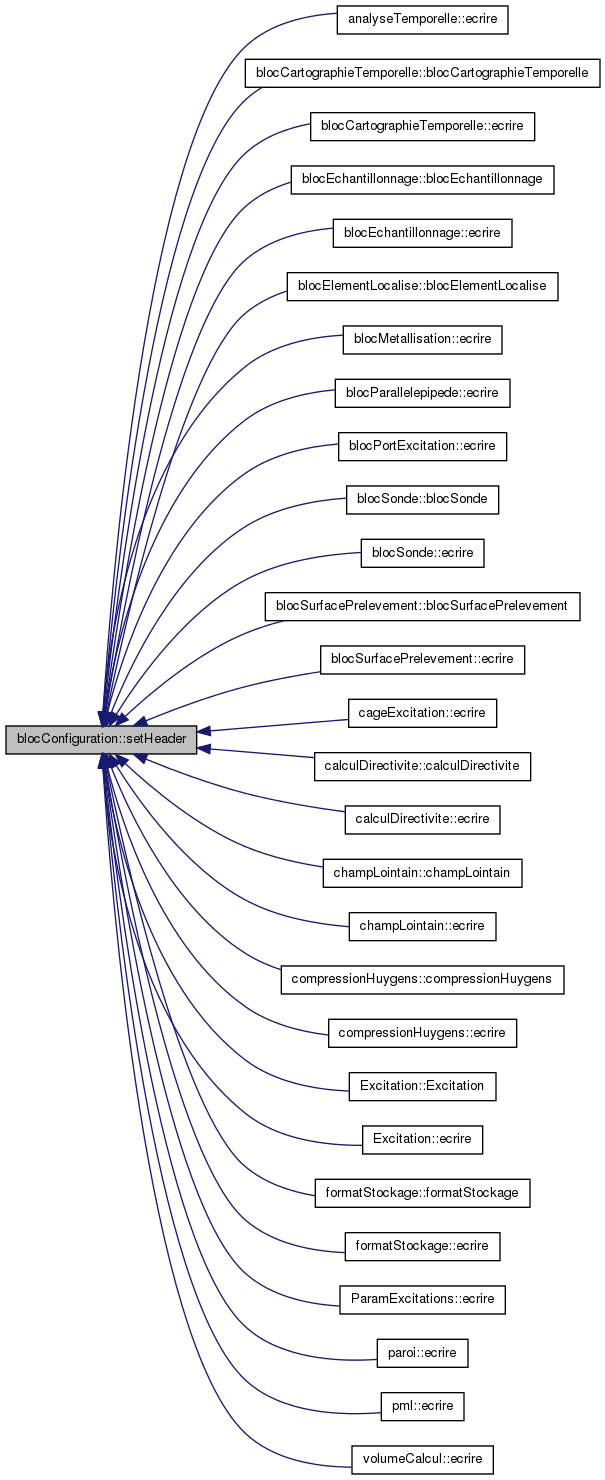 analyseTemporelle::ecrire
blocCartographieTemporelle::blocCartographieTemporelle
blocCartographieTemporelle::ecrire
blocEchantillonnage::blocEchantillonnage
blocEchantillonnage::ecrire
blocElementLocalise::blocElementLocalise
blocMetallisation::ecrire
blocParallelepipede::ecrire
blocPortExcitation::ecrire
blocSonde::blocSonde
blocSonde::ecrire
blocSurfacePrelevement::blocSurfacePrelevement
blocSurfacePrelevement::ecrire
cageExcitation::ecrire
blocConfiguration::setHeader
calculDirectivite::calculDirectivite
calculDirectivite::ecrire
champLointain::champLointain
champLointain::ecrire
compressionHuygens::compressionHuygens
compressionHuygens::ecrire
Excitation::Excitation
Excitation::ecrire
formatStockage::formatStockage
formatStockage::ecrire
ParamExcitations::ecrire
paroi::ecrire
pml::ecrire
volumeCalcul::ecrire